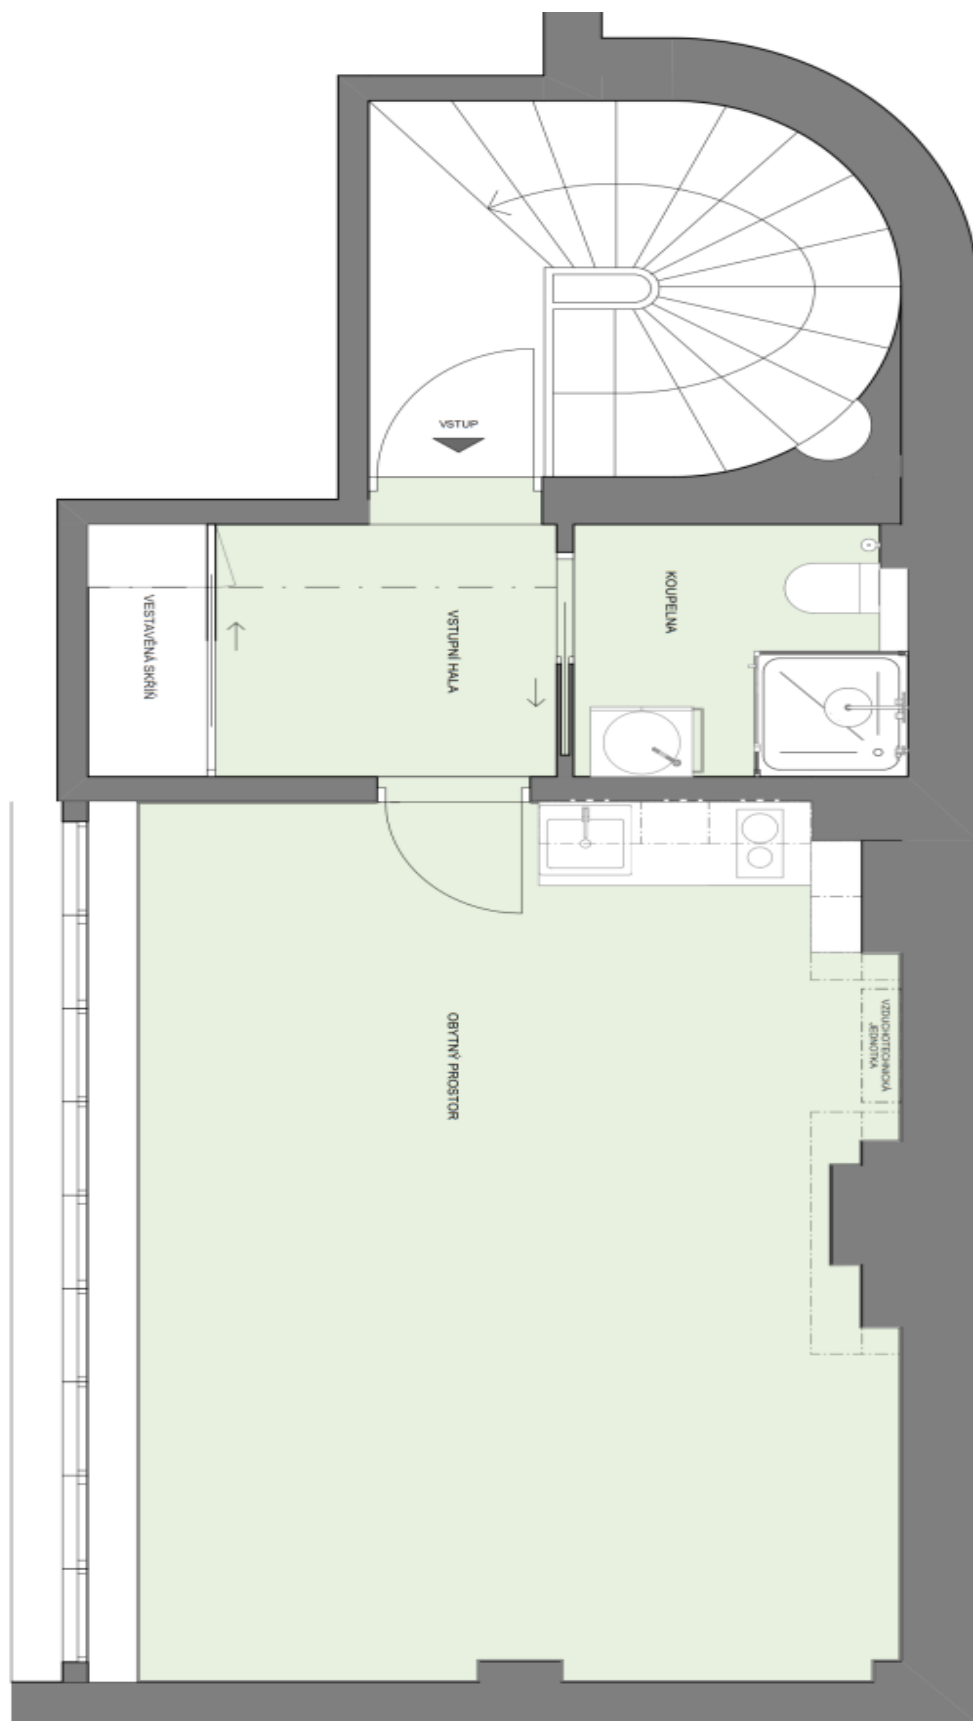 VSTUP
VESTAVĚNÁ SKŘÍŇ
VSTUPNÍ HALA
KOUPELNA
OBYTNÝ PROSTOR
VZDUCHOTECHNICKÁ
JEDNOTKA